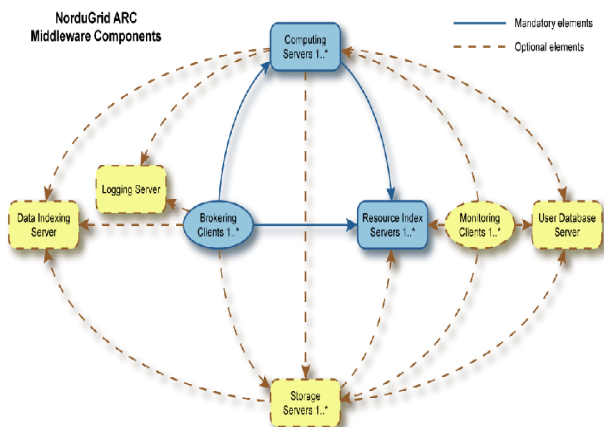 NorduGrid ARC
Middleware Components
Mandatory elements
Optional elements
Computing
Servers 1..*
Logging Server
Data Indexing
Server
Brokering
Clients 1..*
Resource Index
Servers 1..*
Monitoring
Clients 1..*
User Database
Server
Storage
Servers 1..*